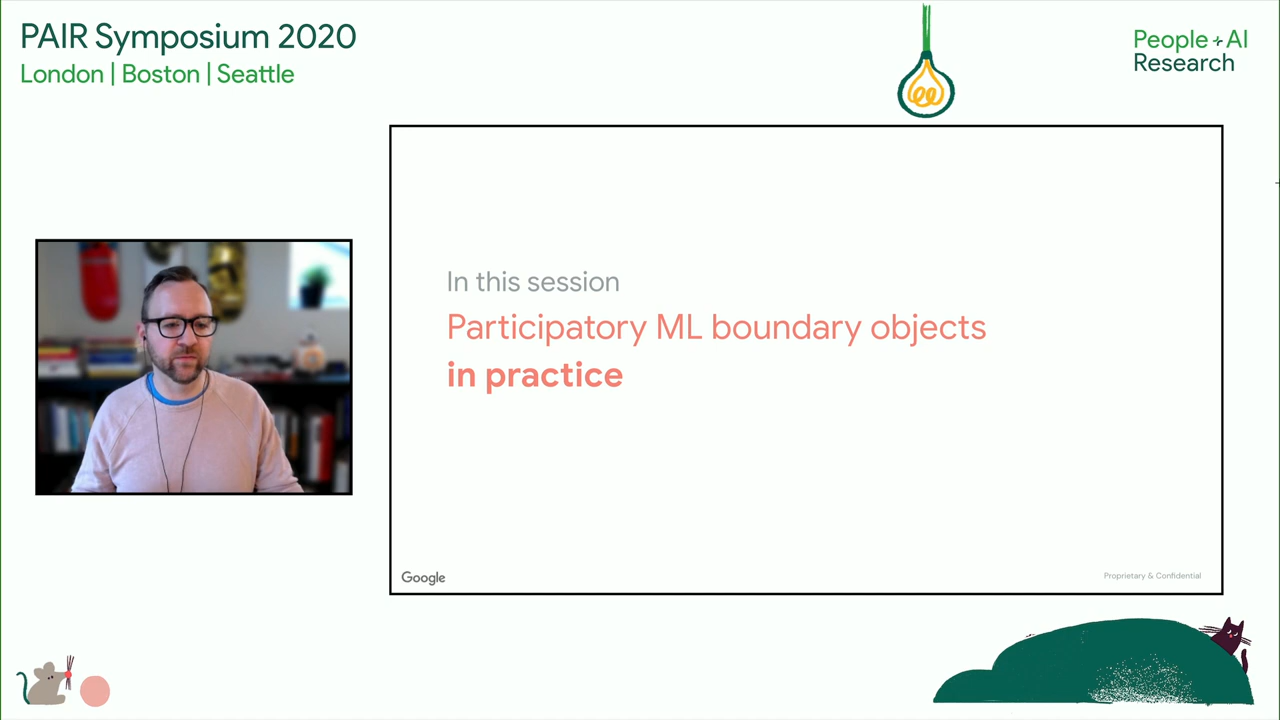 PAIR Symposium 2020
London | Boston | Seattle
People + AI
Research
In this session
Participatory ML boundary objects
in practice
Google
Proprietary & Confidential